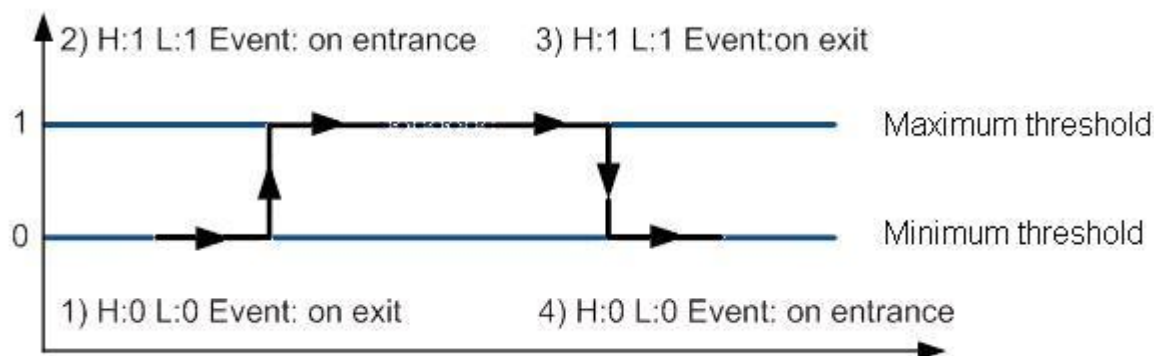 2) H:1 L:1 Event: on entrance
3) H:1 L:1 Event:on exit
1
Maximum threshold
0
Minimum threshold
1) H:0 L:0 Event: on exit
4) H:0 L:0 Event: on entrance